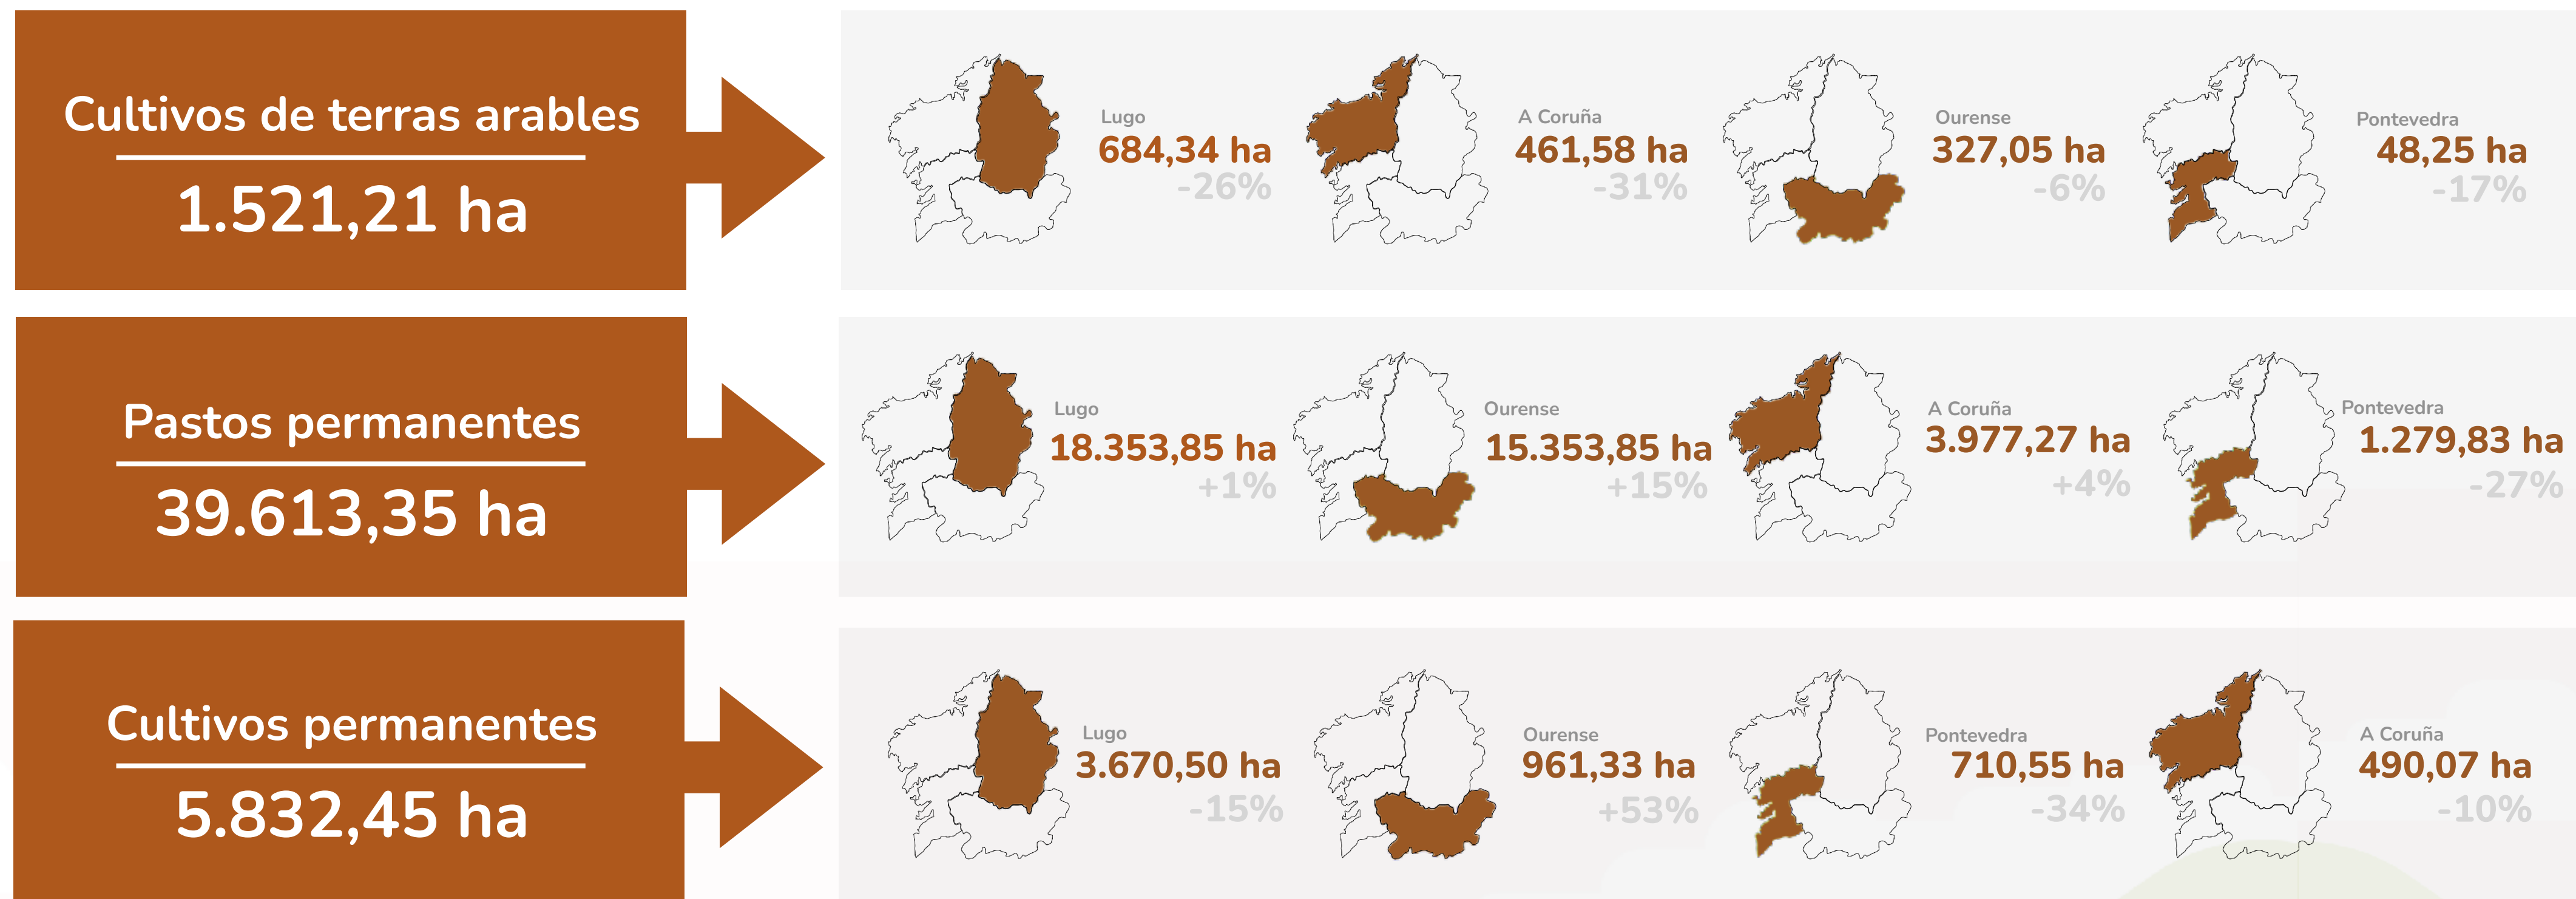 Cultivos de terras arables
1.521,21 ha
Lugo
684,34 ha
-26%
A Coruña
461,58 ha
-31%
Ourense
327,05 ha
-6%
Pontevedra
48,25 ha
-17%
Pastos permanentes
39.613,35 ha
Lugo
18.353,85 ha
+1%
Ourense
15.353,85 ha
+15%
A Coruña
3.977,27 ha
+4%
Pontevedra
1.279,83 ha
-27%
Cultivos permanentes
5.832,45 ha
Lugo
3.670,50 ha
-15%
Ourense
961,33 ha
+53%
Pontevedra
710,55 ha
-34%
A Coruña
490,07 ha
-10%